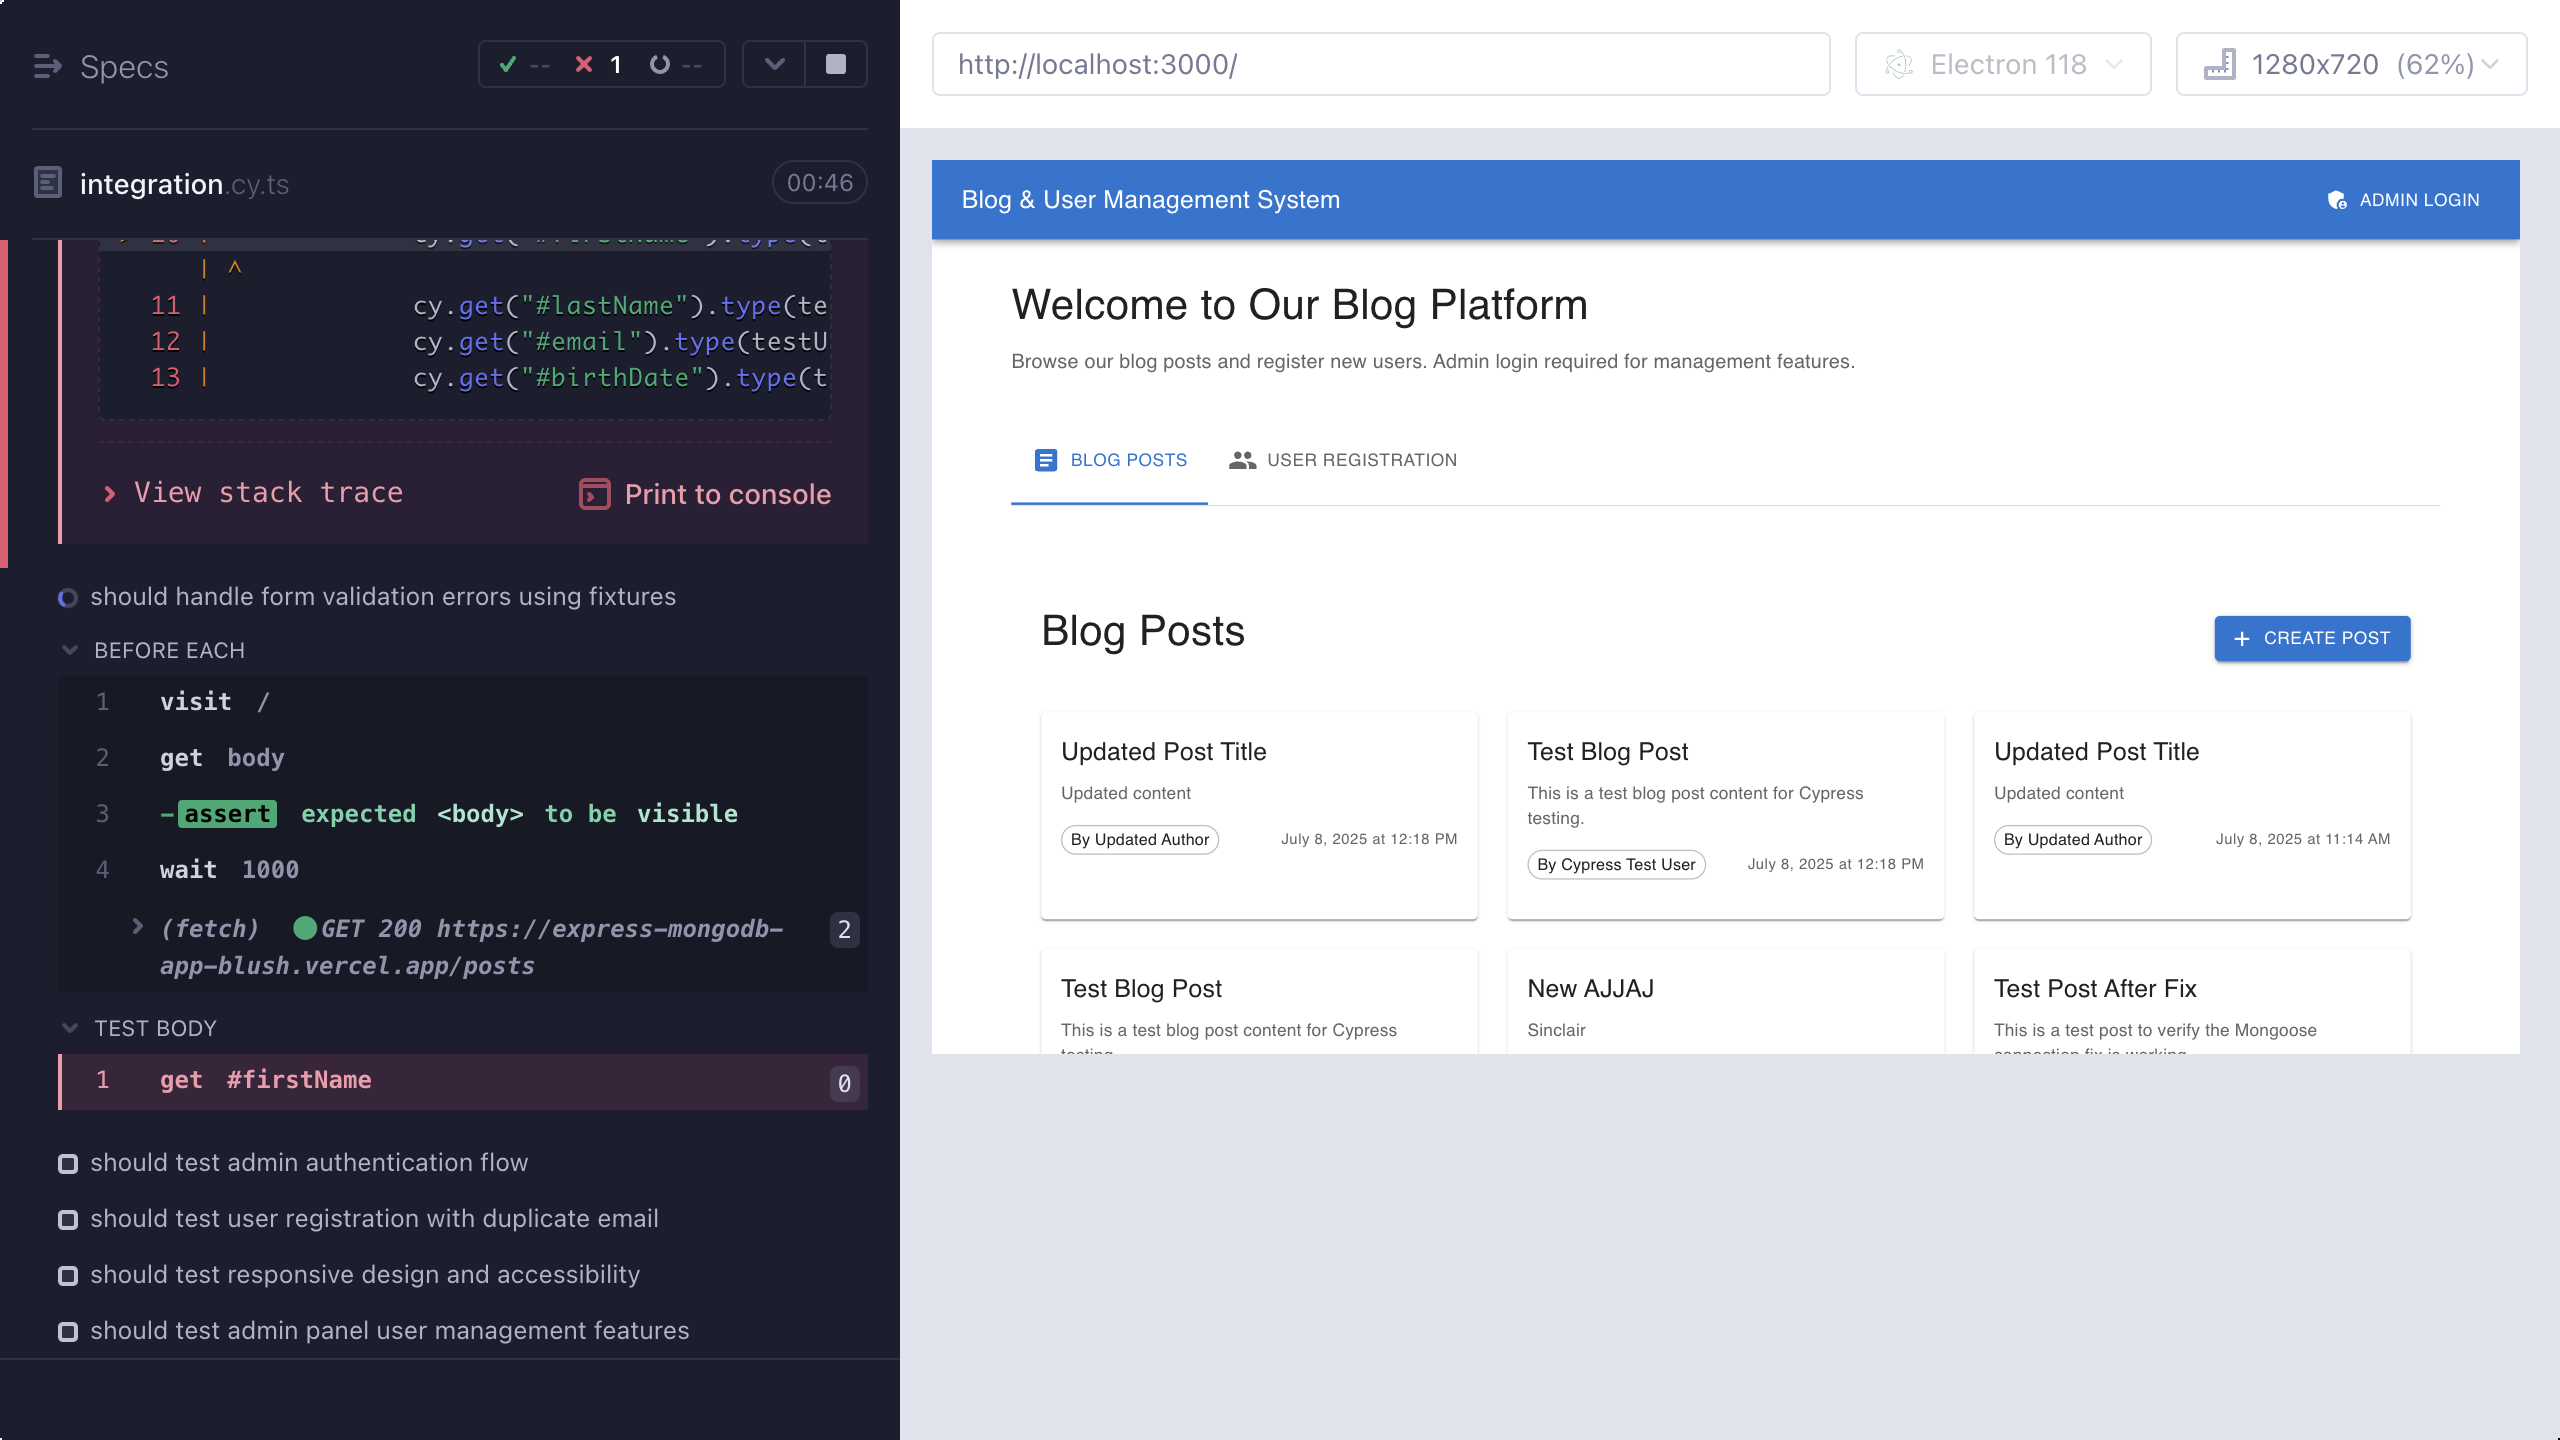 Specs
-- 1 --
integration.cy.ts
00:46
| ^
11 | cy.get("#lastName").type(te
12 | cy.get("#email").type(testU
13 | cy.get("#birthDate").type(t
View stack trace
Print to console
should handle form validation errors using fixtures
BEFORE EACH
1 visit /
2 get body
3 -assert expected <body> to be visible
4 wait 1000
(fetch) GET 200 https://express-mongodb-
app-blush.vercel.app/posts
2
TEST BODY
1 get #firstName 0
should test admin authentication flow
should test user registration with duplicate email
should test responsive design and accessibility
should test admin panel user management features
http://localhost:3000/
Electron 118
1280x720 (62%)
Blog & User Management System
ADMIN LOGIN
Welcome to Our Blog Platform
Browse our blog posts and register new users. Admin login required for management features.
BLOG POSTS
USER REGISTRATION
Blog Posts
+ CREATE POST
Updated Post Title
Updated content
By Updated Author
July 8, 2025 at 12:18 PM
Test Blog Post
This is a test blog post content for Cypress
testing.
By Cypress Test User
July 8, 2025 at 12:18 PM
Updated Post Title
Updated content
By Updated Author
July 8, 2025 at 11:14 AM
Test Blog Post
This is a test blog post content for Cypress
testing.
New AJJAJ
Sinclair
Test Post After Fix
This is a test post to verify the Mongoose
connection fix is working